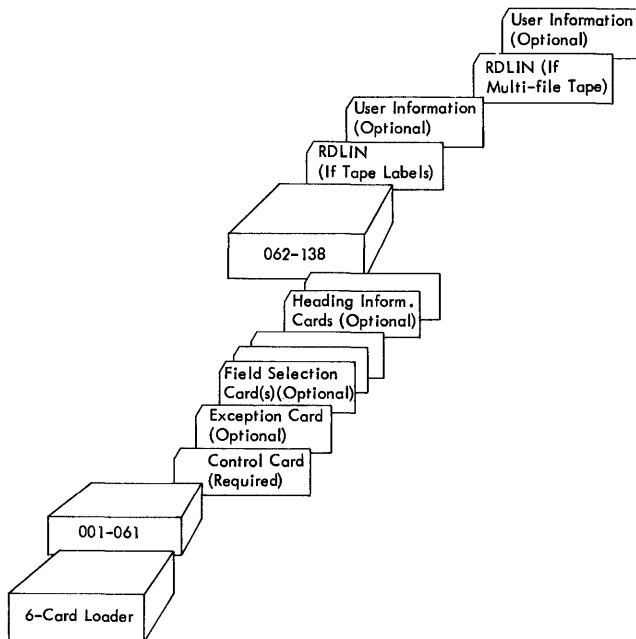 User Information
(Optional)
RDLIN (If
Multi-file Tape)
User Information
(Optional)
RDLIN
(If Tape Labels)
062-138
Heading Inform.
Cards (Optional)
Field Selection
Card(s)(Optional)
Exception Card
(Optional)
Control Card
(Required)
001-061
6-Card Loader